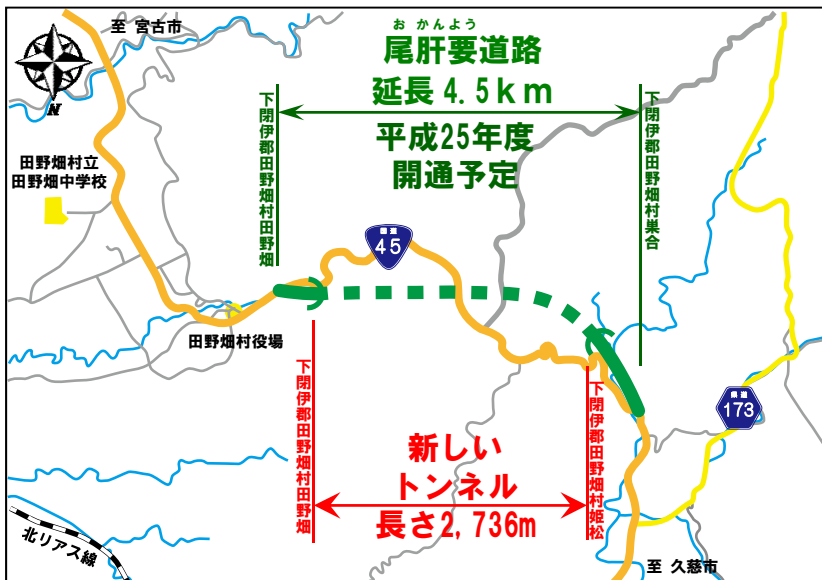 至 宮古市
N
おかんよう
尾肝要道路
延長 4.5km
平成25年度
開通予定
下閉伊郡田野畑村田野畑
下閉伊郡田野畑村巣合
田野畑村立
田野畑中学校
国道
45
田野畑村役場
下閉伊郡田野畑村田野畑
下閉伊郡田野畑村姫松
県道
173
新しい
トンネル
長さ2,736m
北リアス線
至 久慈市